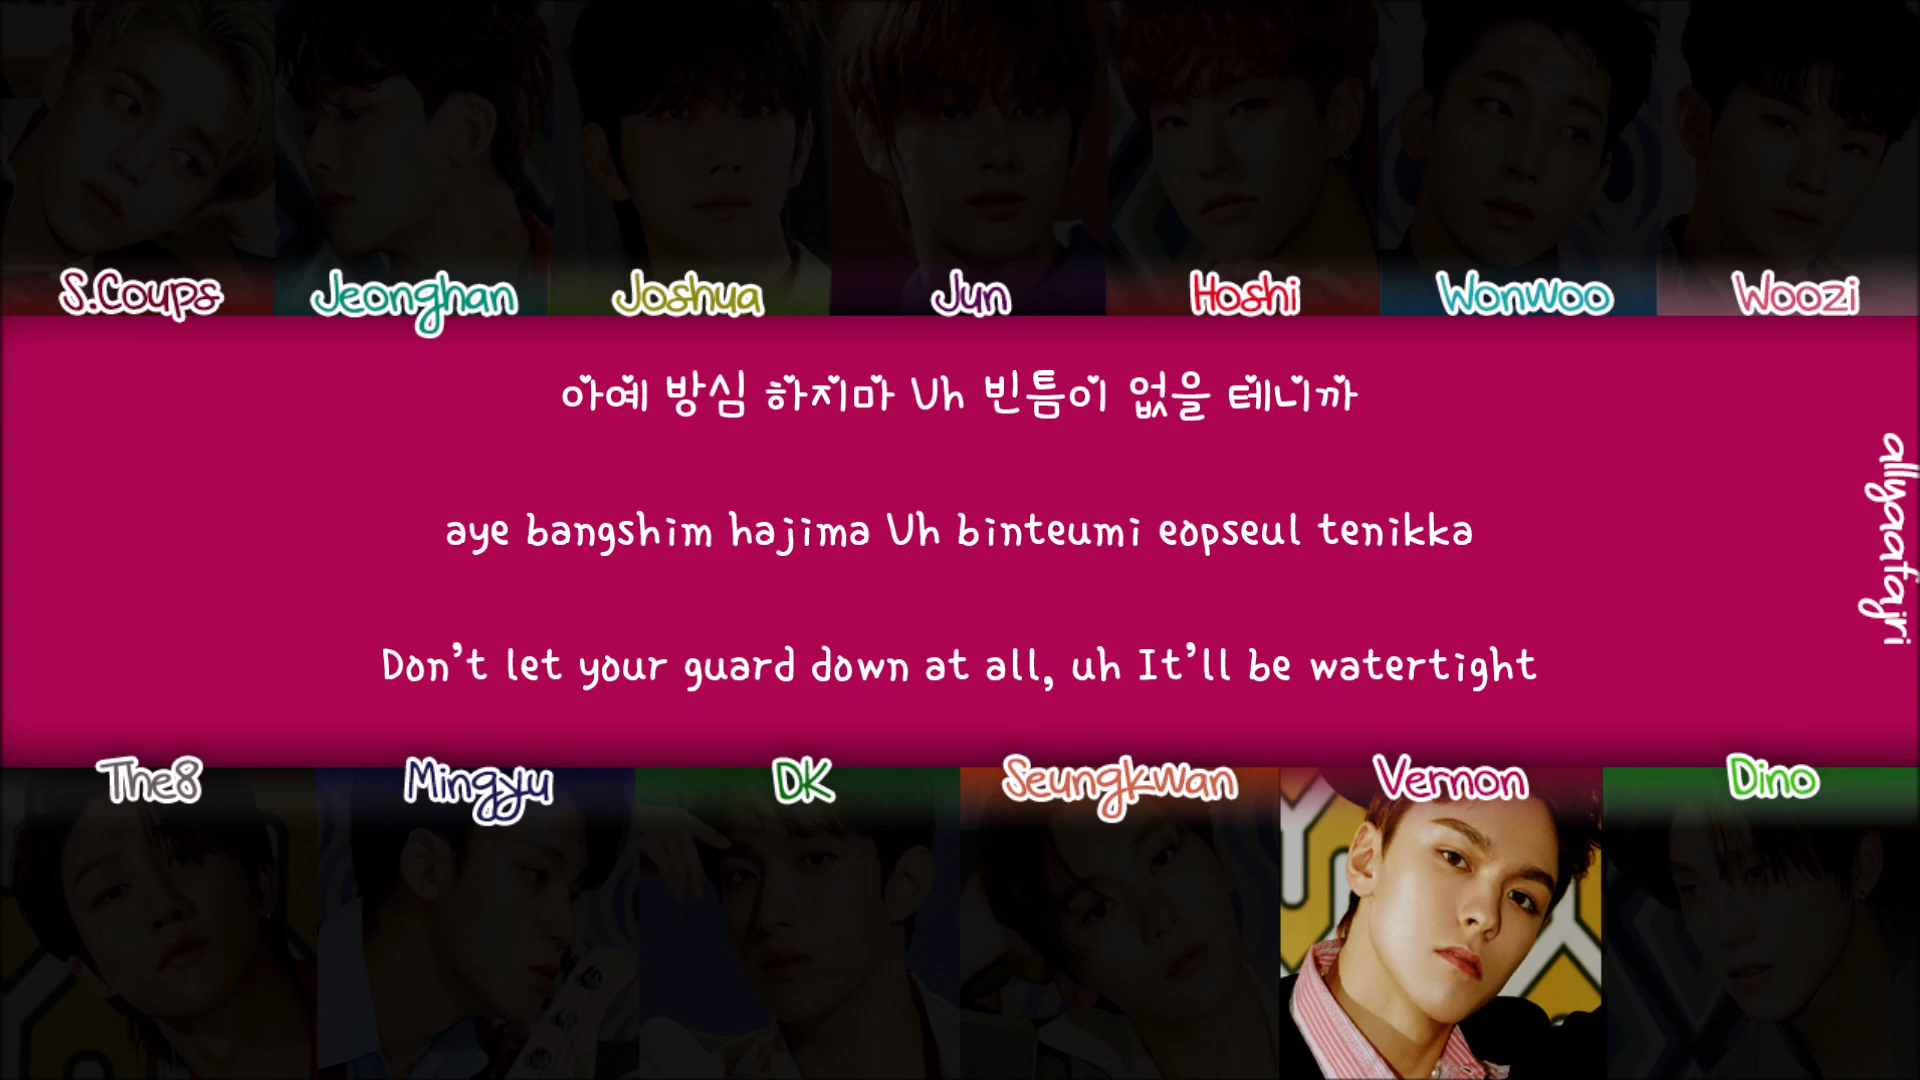 S.Coups Jeonghan Joshua Jun Hoshi Wonwoo Woozi
아예 방심 하지마 Uh 빈틈이 없을 테니까
aye bangshim hajima Uh binteumi eopseul tenikka
Don't let your guard down at all, uh It'll be watertight
allyaafajri
The8 Mingyu DK Seungkwan Vernon Dino